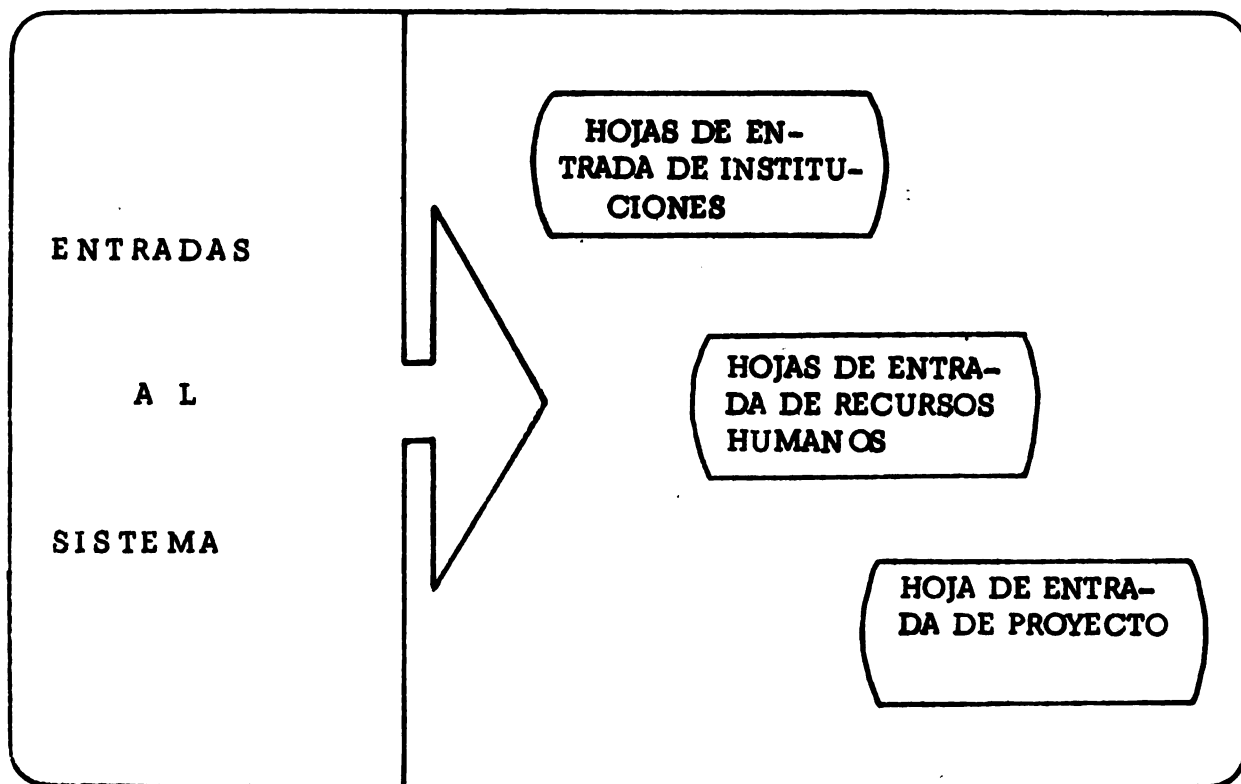 ENTRADAS
AL
SISTEMA
HOJAS DE EN-
TRADA DE INSTITU-
CIONES
HOJAS DE ENTRA-
DA DE RECURSOS
HUMANOS
HOJA DE ENTRA-
DA DE PROYECTO